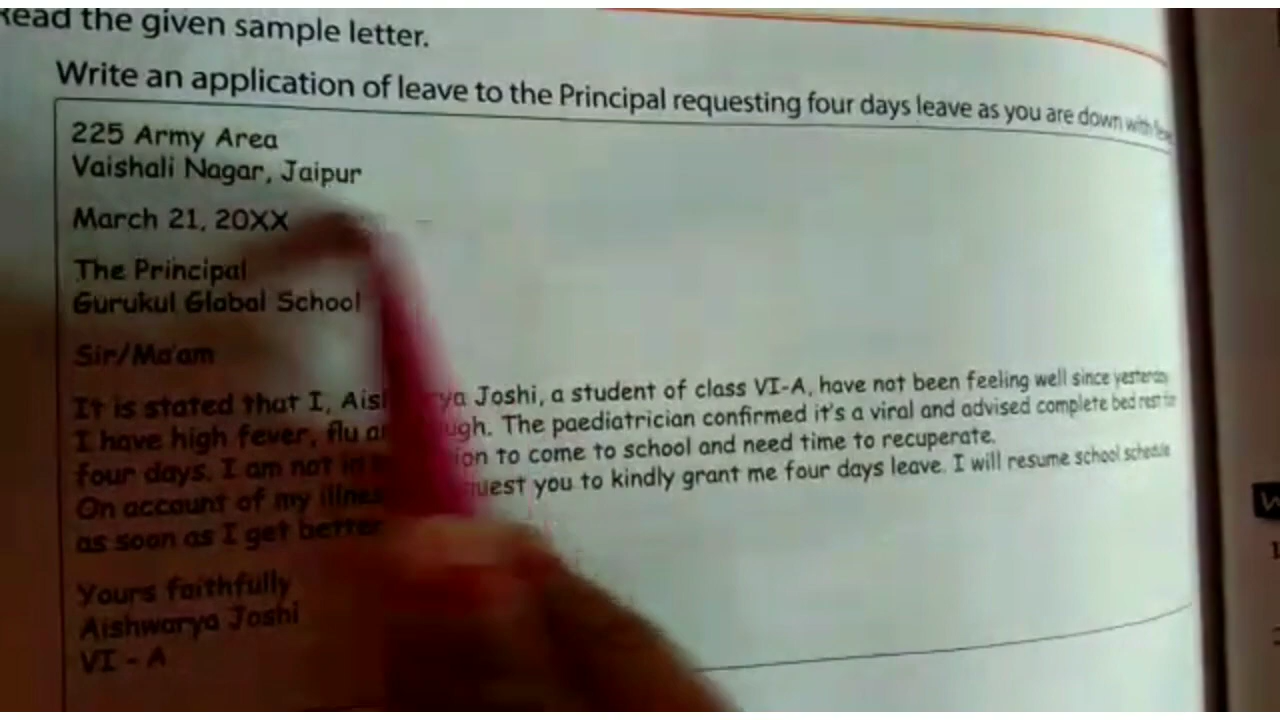 Read the given sample letter.
Write an application of leave to the Principal requesting four days leave as you are down with
225 Army Area
Vaishali Nagar, Jaipur
March 21, 20XX
The Principal
Gurukul Global School
Sir/Ma'am
It is stated that I, Aishwarya Joshi, a student of class VI-A, have not been feeling well since yesterday
I have high fever, flu The paediatrician confirmed it's a viral and advised complete bed rest for
four days. I am not in to come to school and need time to recuperate.
On account of my illness you to kindly grant me four days leave. I will resume school schedule
as soon as I get better
Yours faithfully
Aishwarya Joshi
VI - A